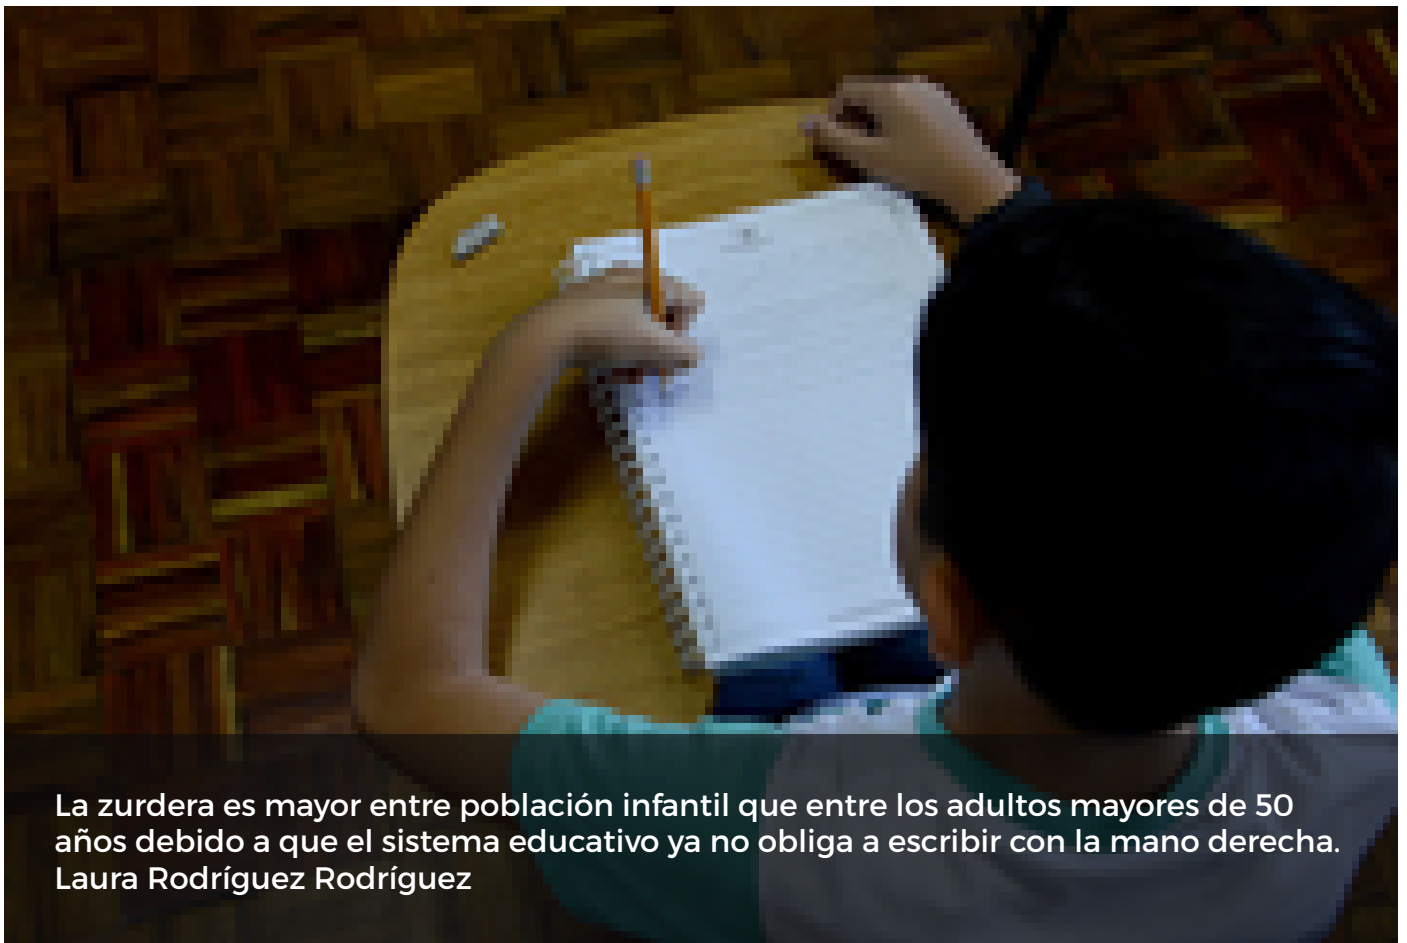 La zurdera es mayor entre población infantil que entre los adultos mayores de 50
años debido a que el sistema educativo ya no obliga a escribir con la mano derecha.
Laura Rodríguez Rodríguez